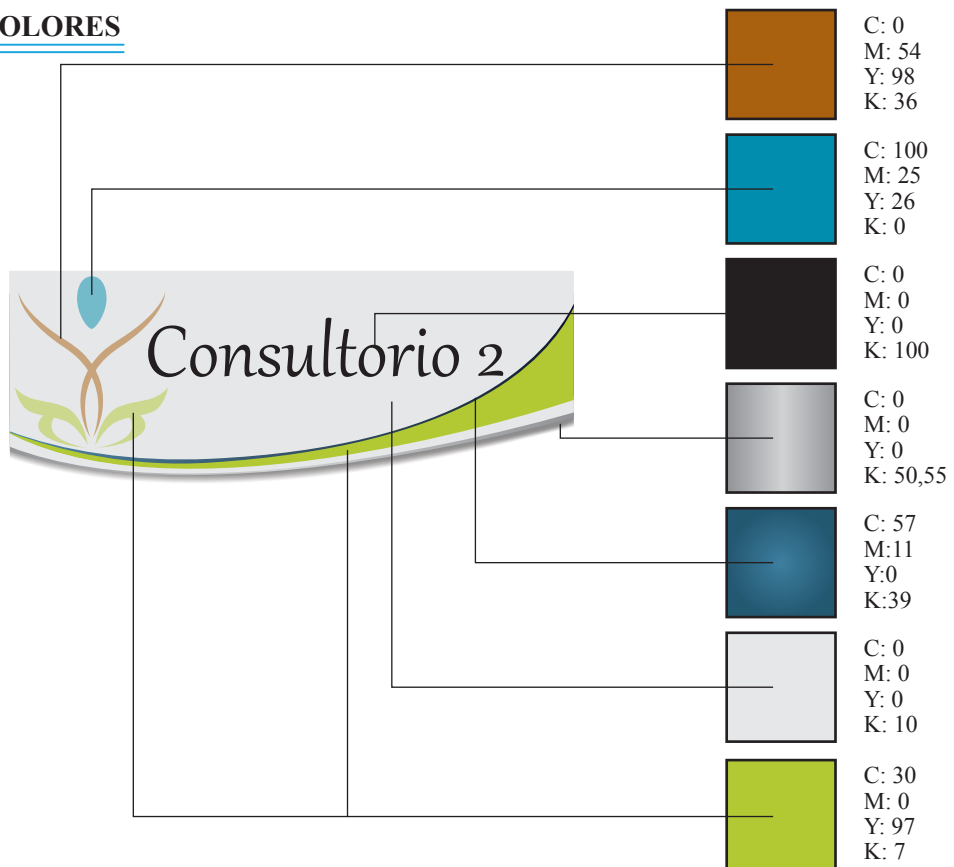 OLORES
C: 0
M: 54
Y: 98
K: 36
C: 100
M: 25
Y: 26
K: 0
C: 0
M: 0
Y: 0
K: 100
Consultorio 2
C: 0
M: 0
Y: 0
K: 50,55
C: 57
M:11
Y:0
K:39
C: 0
M: 0
Y: 0
K: 10
C: 30
M: 0
Y: 97
K: 7